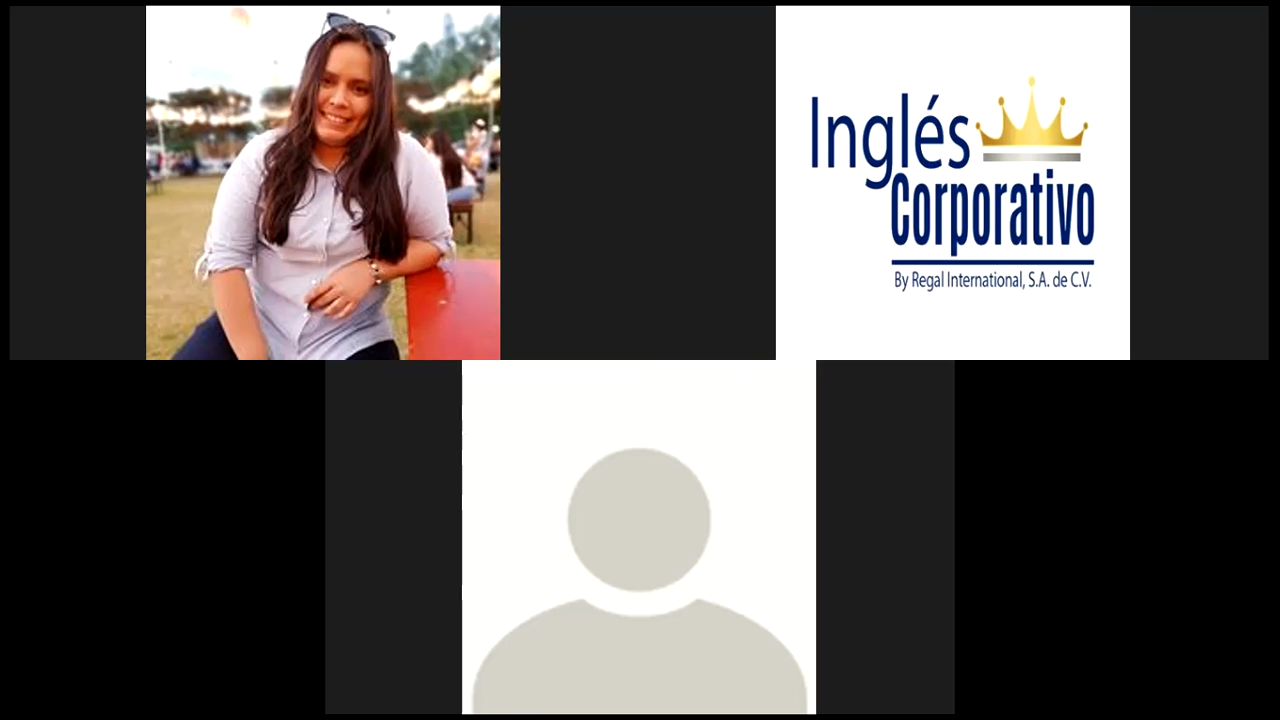 Inglés
Corporativo
By Regal International, S.A. de C.V.